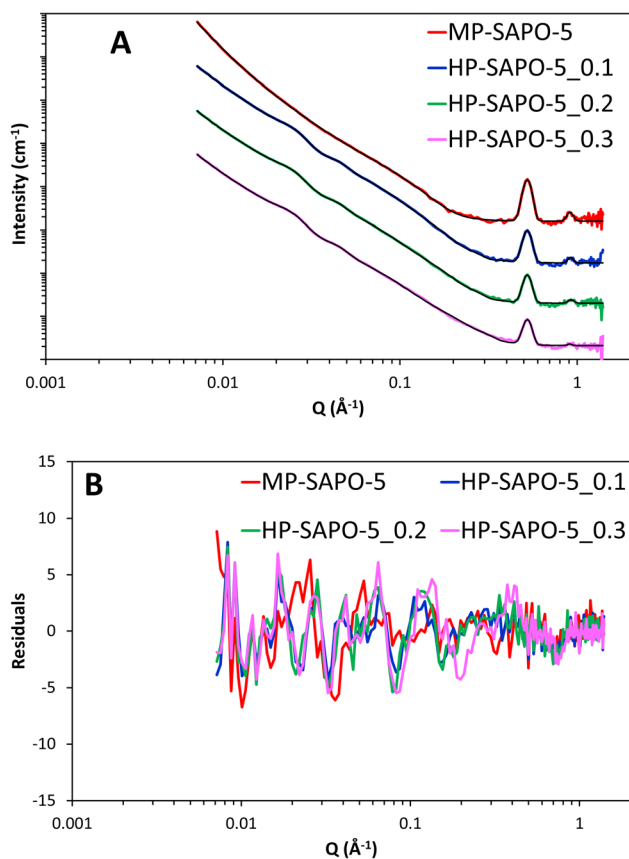 A
MP-SAPO-5
HP-SAPO-5_0.1
HP-SAPO-5_0.2
HP-SAPO-5_0.3
Intensity (cm⁻¹)
0.001 0.01 0.1 1
Q (Å⁻¹)
B
MP-SAPO-5 HP-SAPO-5_0.1
HP-SAPO-5_0.2 HP-SAPO-5_0.3
Residuals
15
10
5
0
-5
-10
-15
0.001 0.01 0.1 1
Q (Å⁻¹)